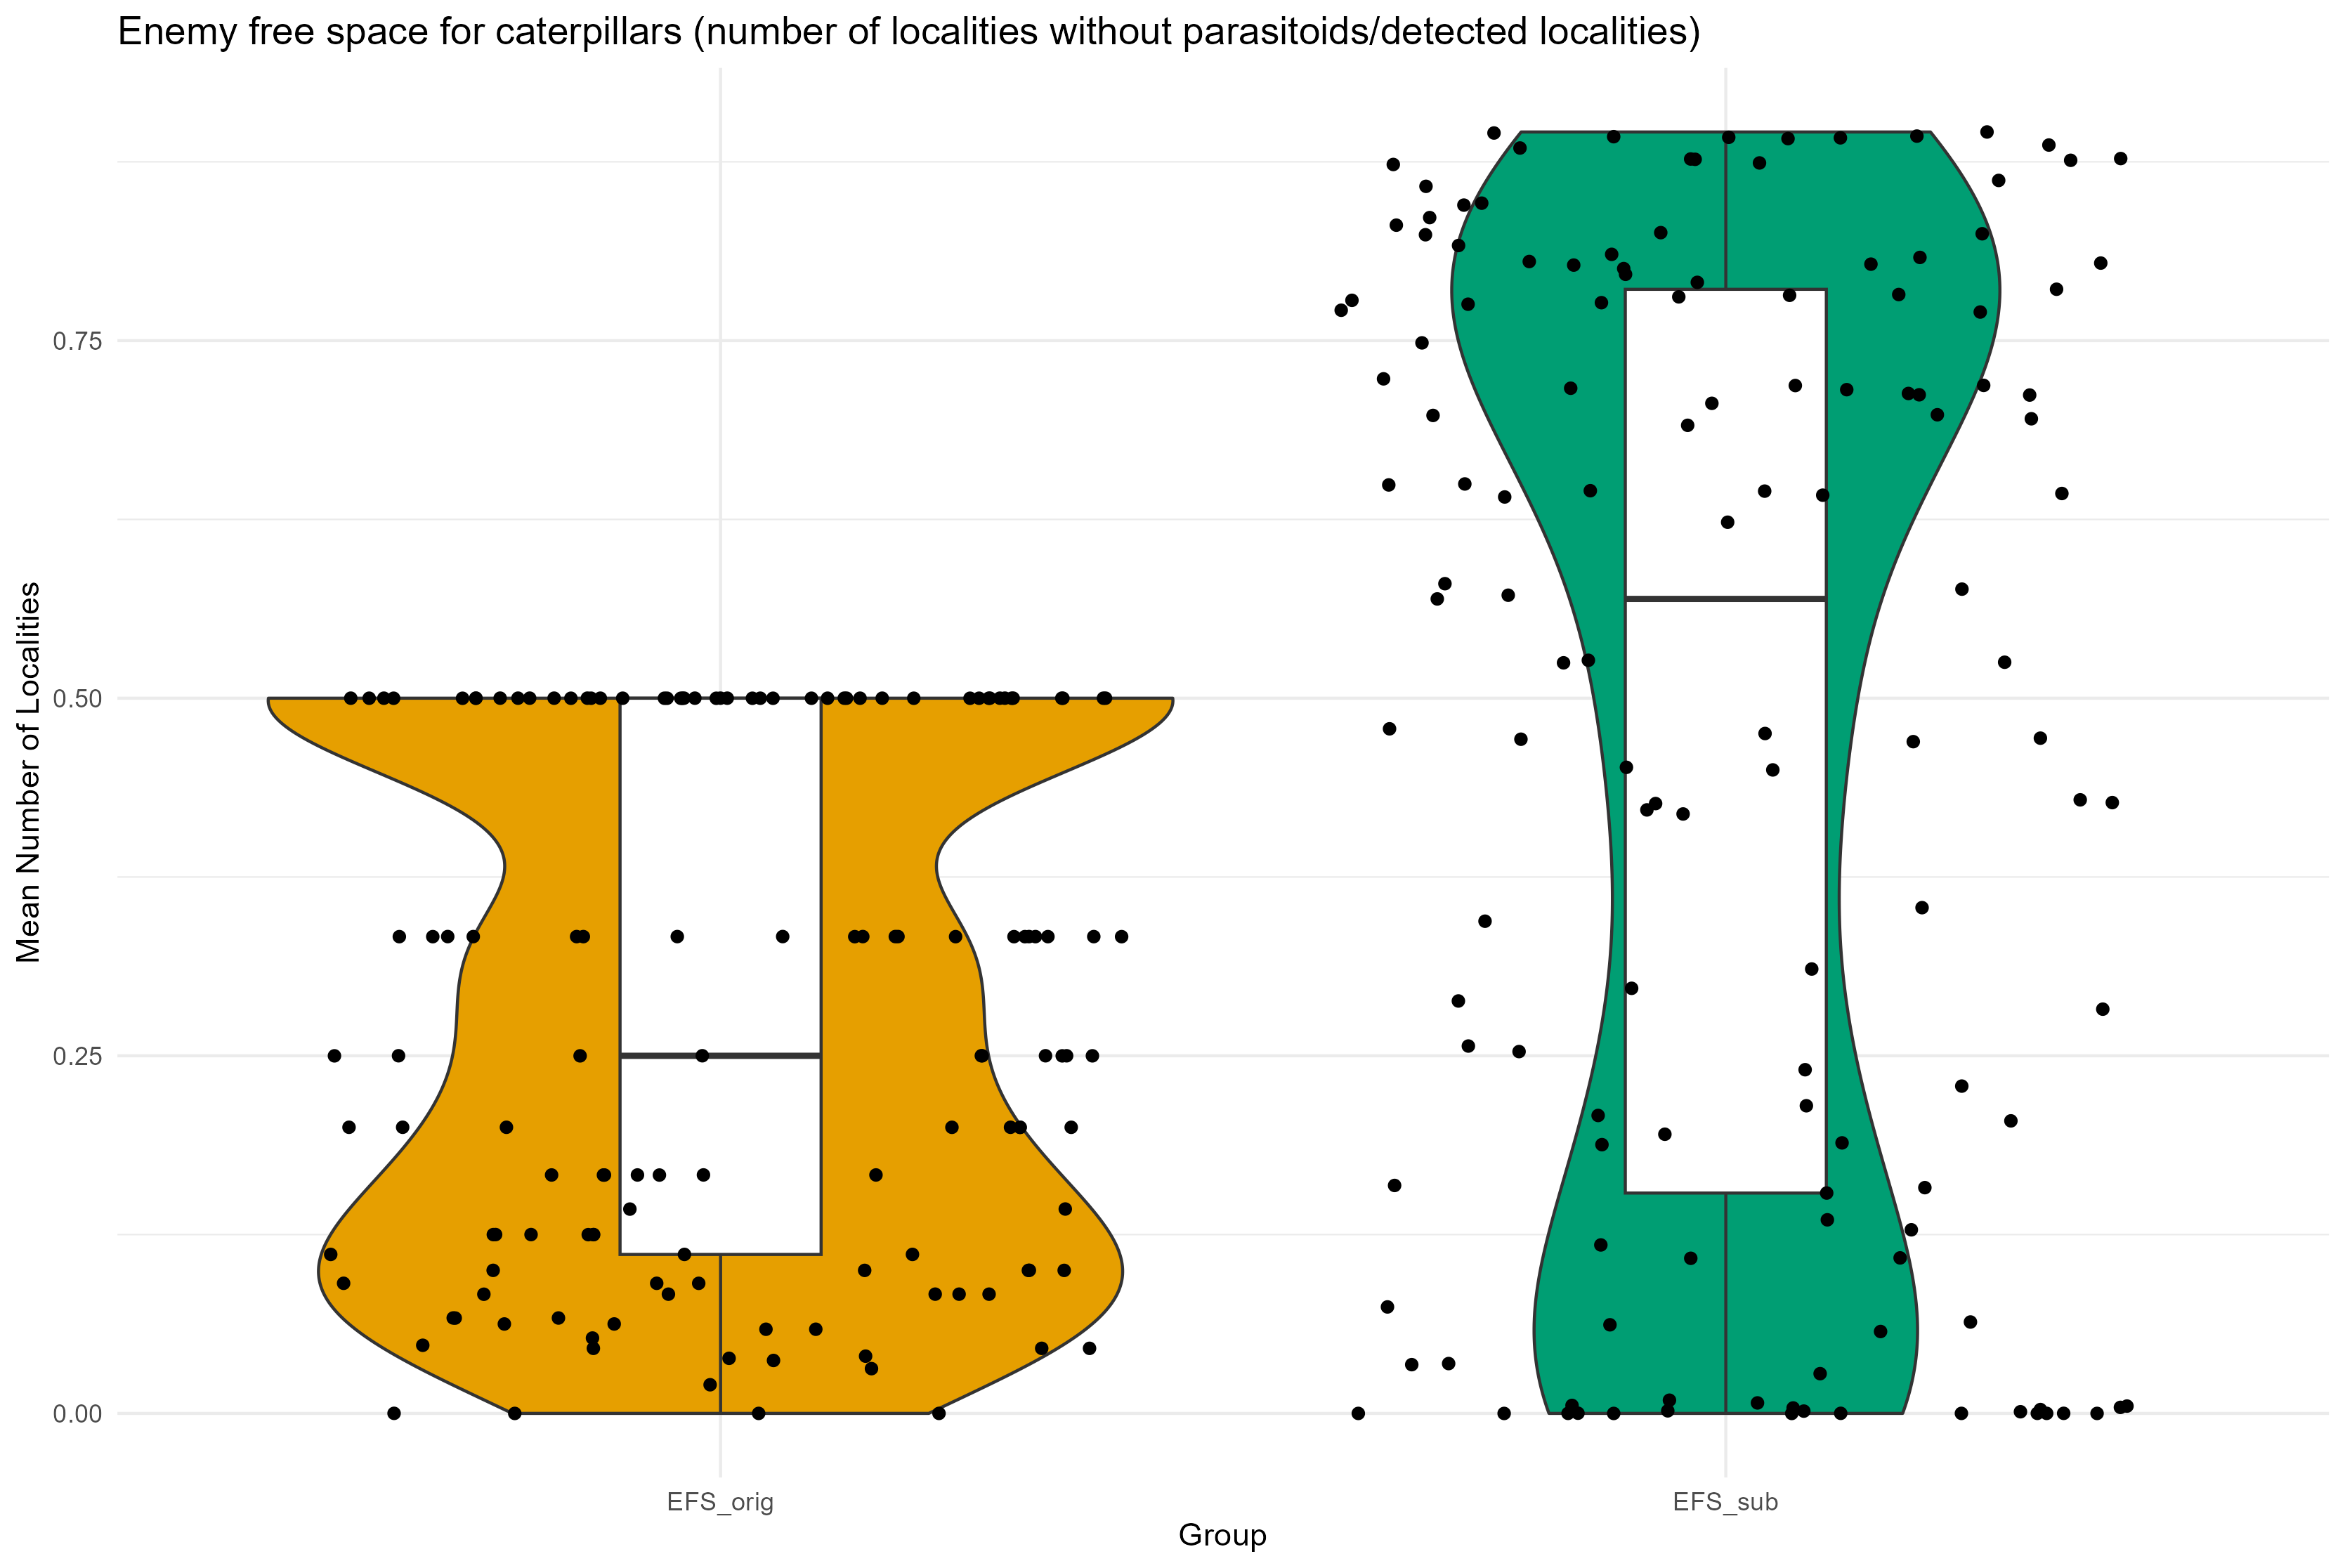 Enemy free space for caterpillars (number of localities without parasitoids/detected localities)
Mean Number of Localities
0.75
0.50
0.25
0.00
EFS_orig
EFS_sub
Group